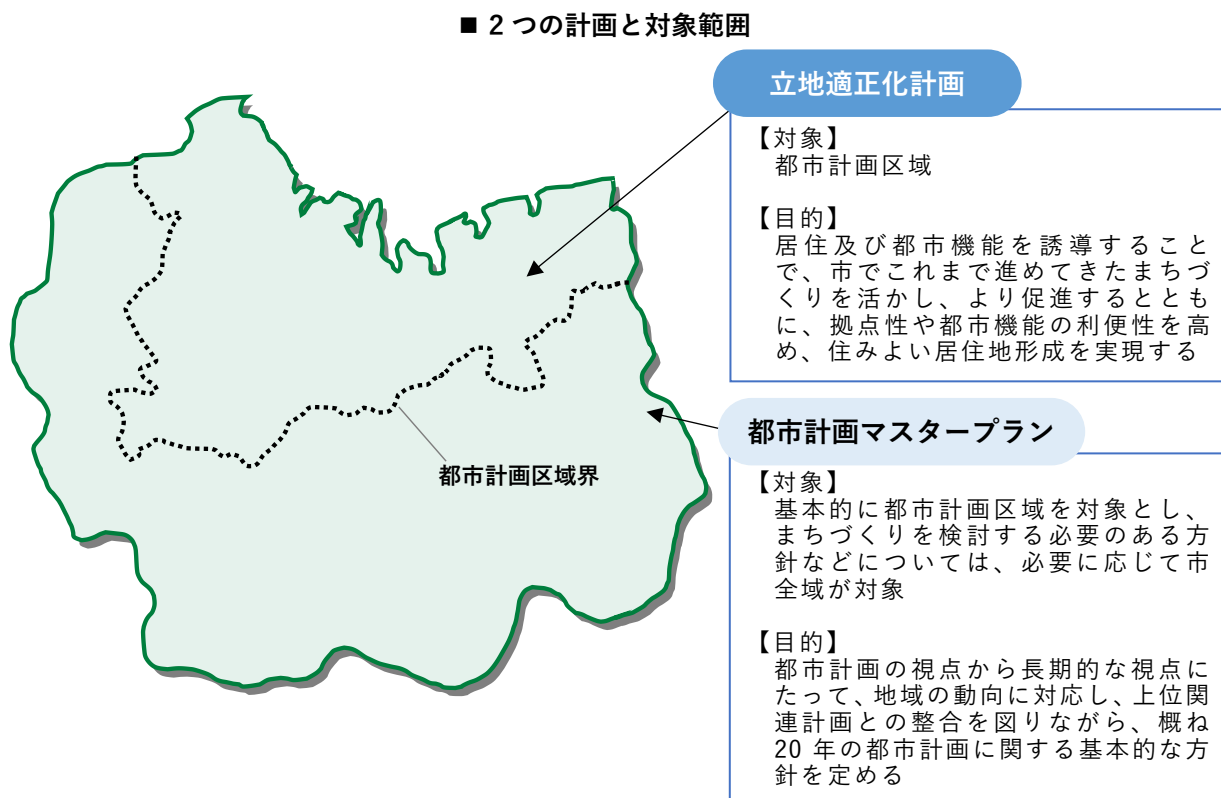 ■ 2つの計画と対象範囲
立地適正化計画
【対象】
都市計画区域
【目的】
居住及び都市機能を誘導すること
で、市でこれまで進めてきたまちづ
くりを活かし、より促進するととも
に、拠点性や都市機能の利便性を高
め、住みよい居住地形成を実現する
都市計画マスタープラン
都市計画区域界
【対象】
基本的に都市計画区域を対象とし、
まちづくりを検討する必要のある方
針などについては、必要に応じて市
全域が対象
【目的】
都市計画の視点から長期的な視点に
たって、地域の動向に対応し、上位関
連計画との整合を図りながら、概ね
20 年の都市計画に関する基本的な方
針を定める